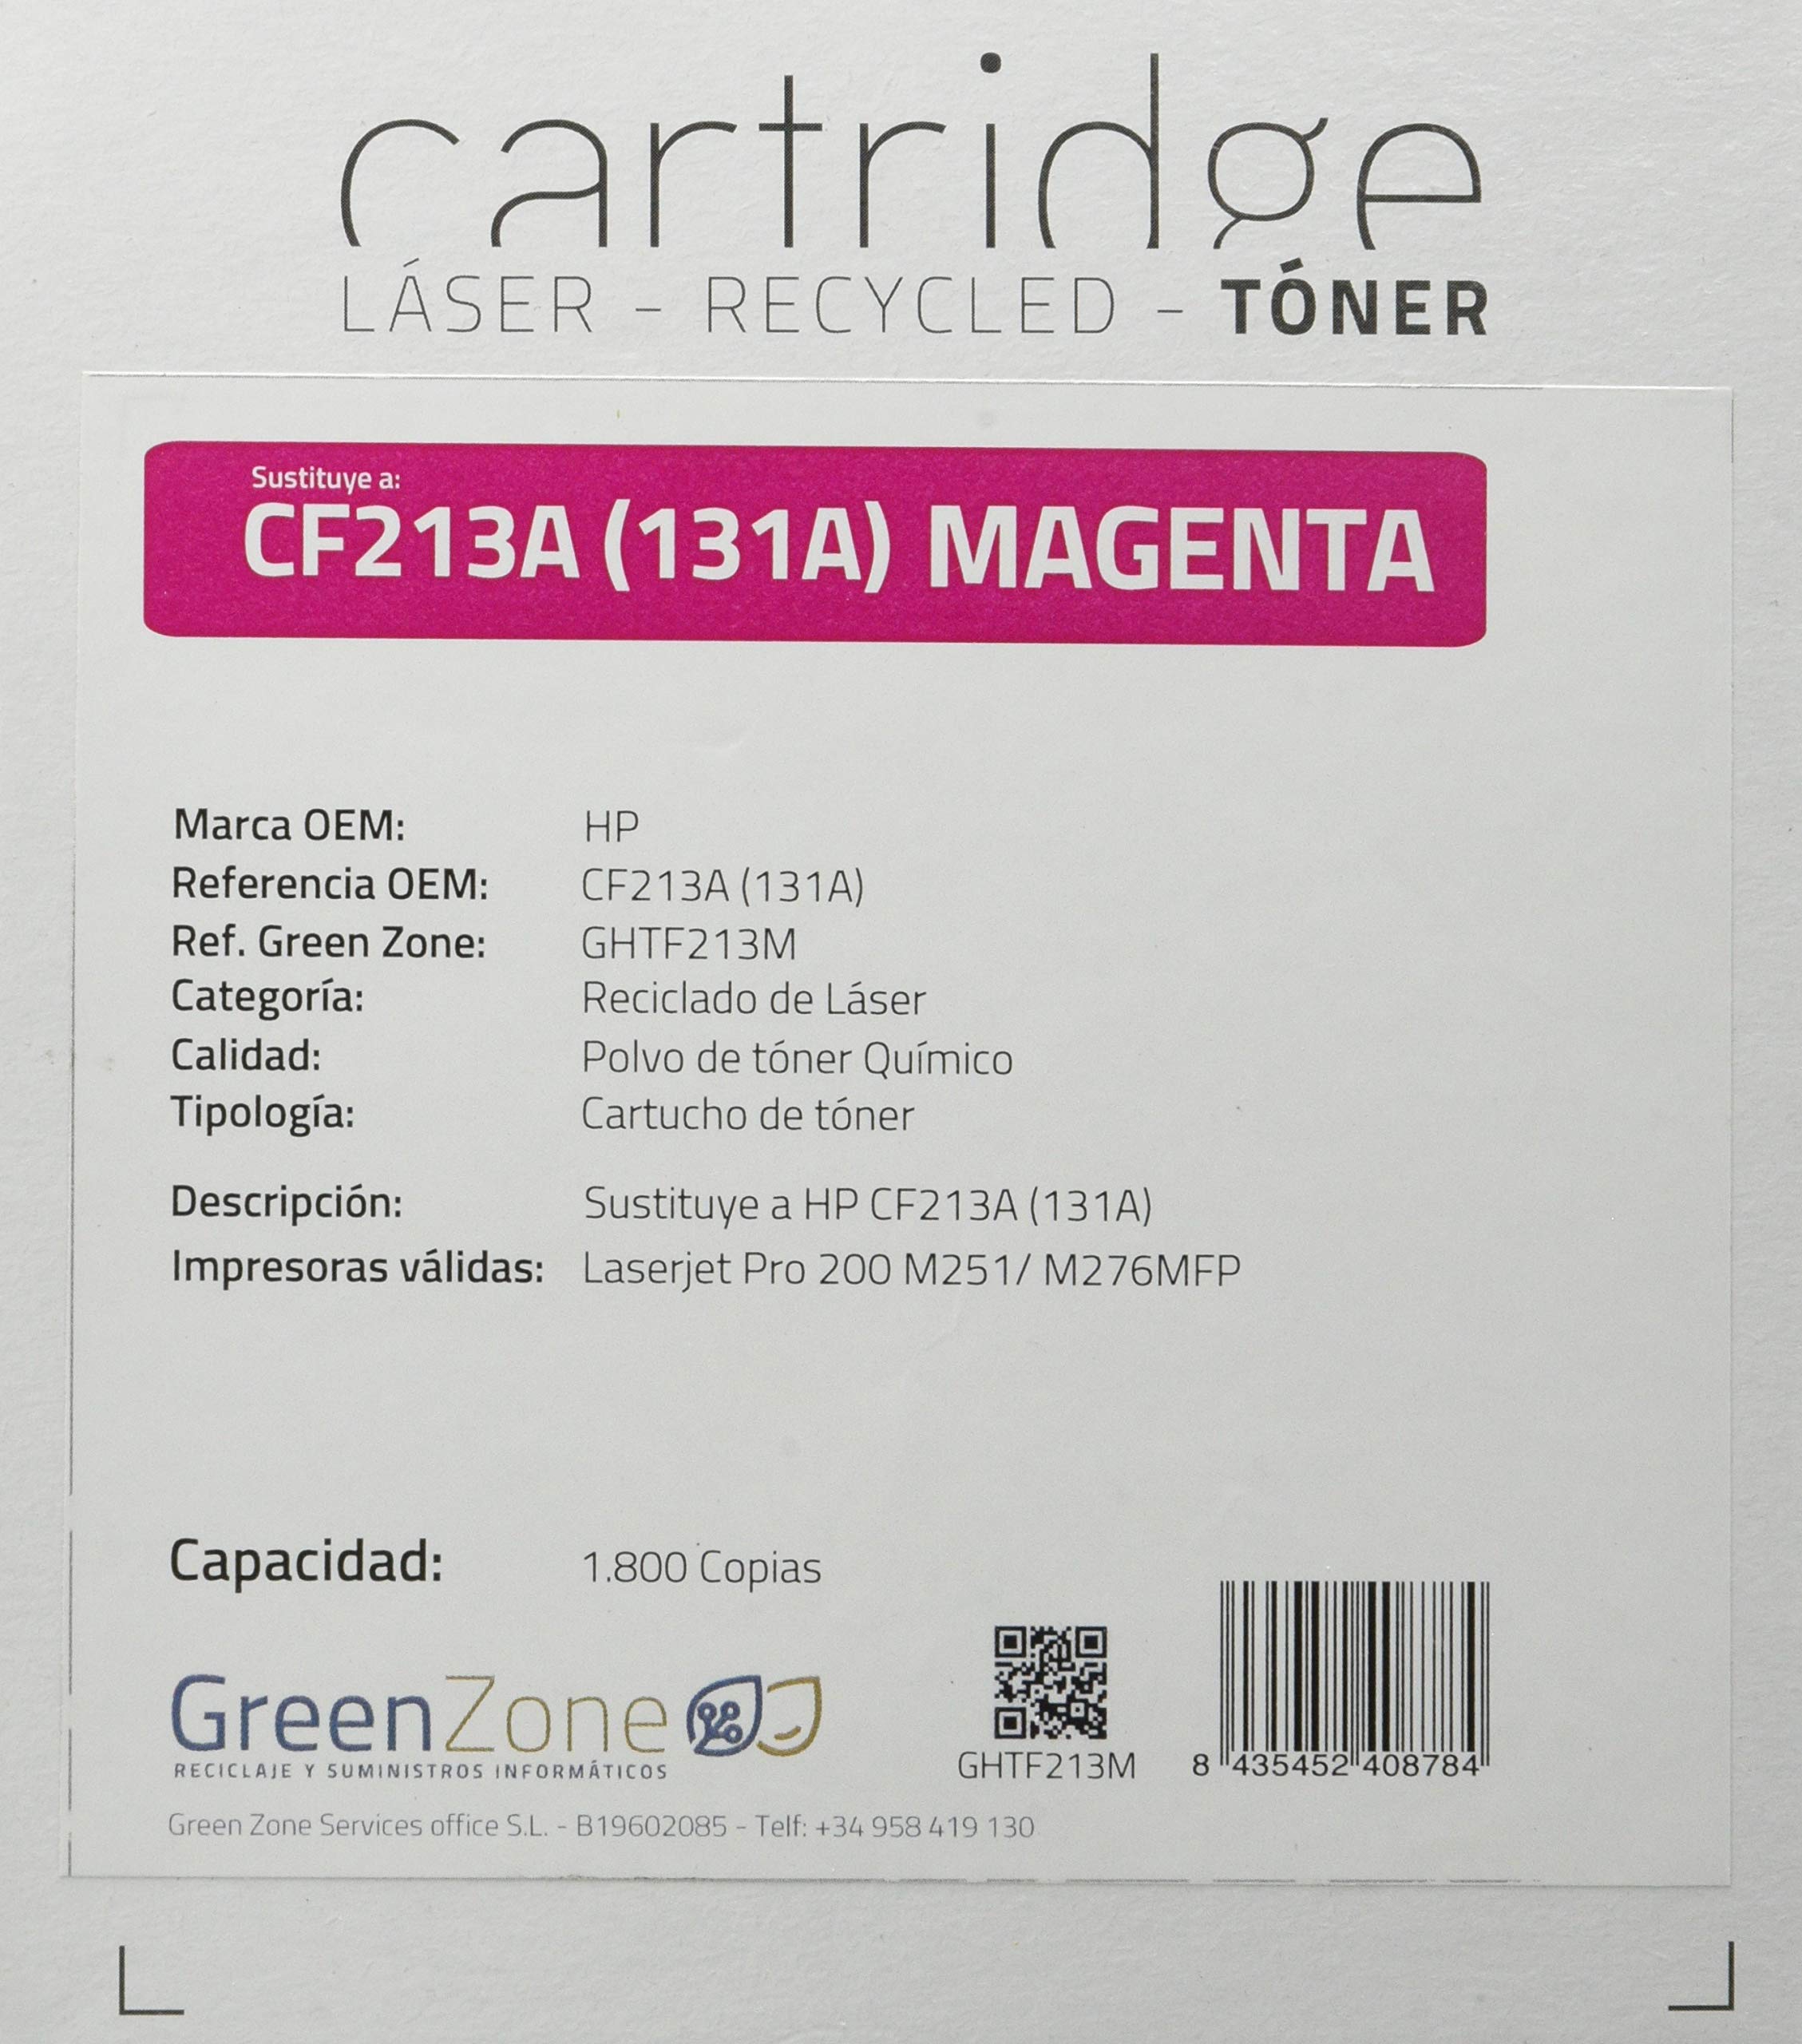 cartridge
LÁSER - RECYCLED - TÓNER
Sustituye a:
CF213A (131A) MAGENTA
Marca OEM: HP
Referencia OEM: CF213A (131A)
Ref. Green Zone: GHTF213M
Categoría: Reciclado de Láser
Calidad: Polvo de tóner Químico
Tipología: Cartucho de tóner
Descripción: Sustituye a HP CF213A (131A)
Impresoras válidas: Laserjet Pro 200 M251/ M276MFP
Capacidad: 1.800 Copias
GreenZone
RECICLAJE Y SUMINISTROS INFORMÁTICOS
GHTF213M
8 435452 408784
Green Zone Services office S.L. - B19602085 - Telf: +34 958 419 130